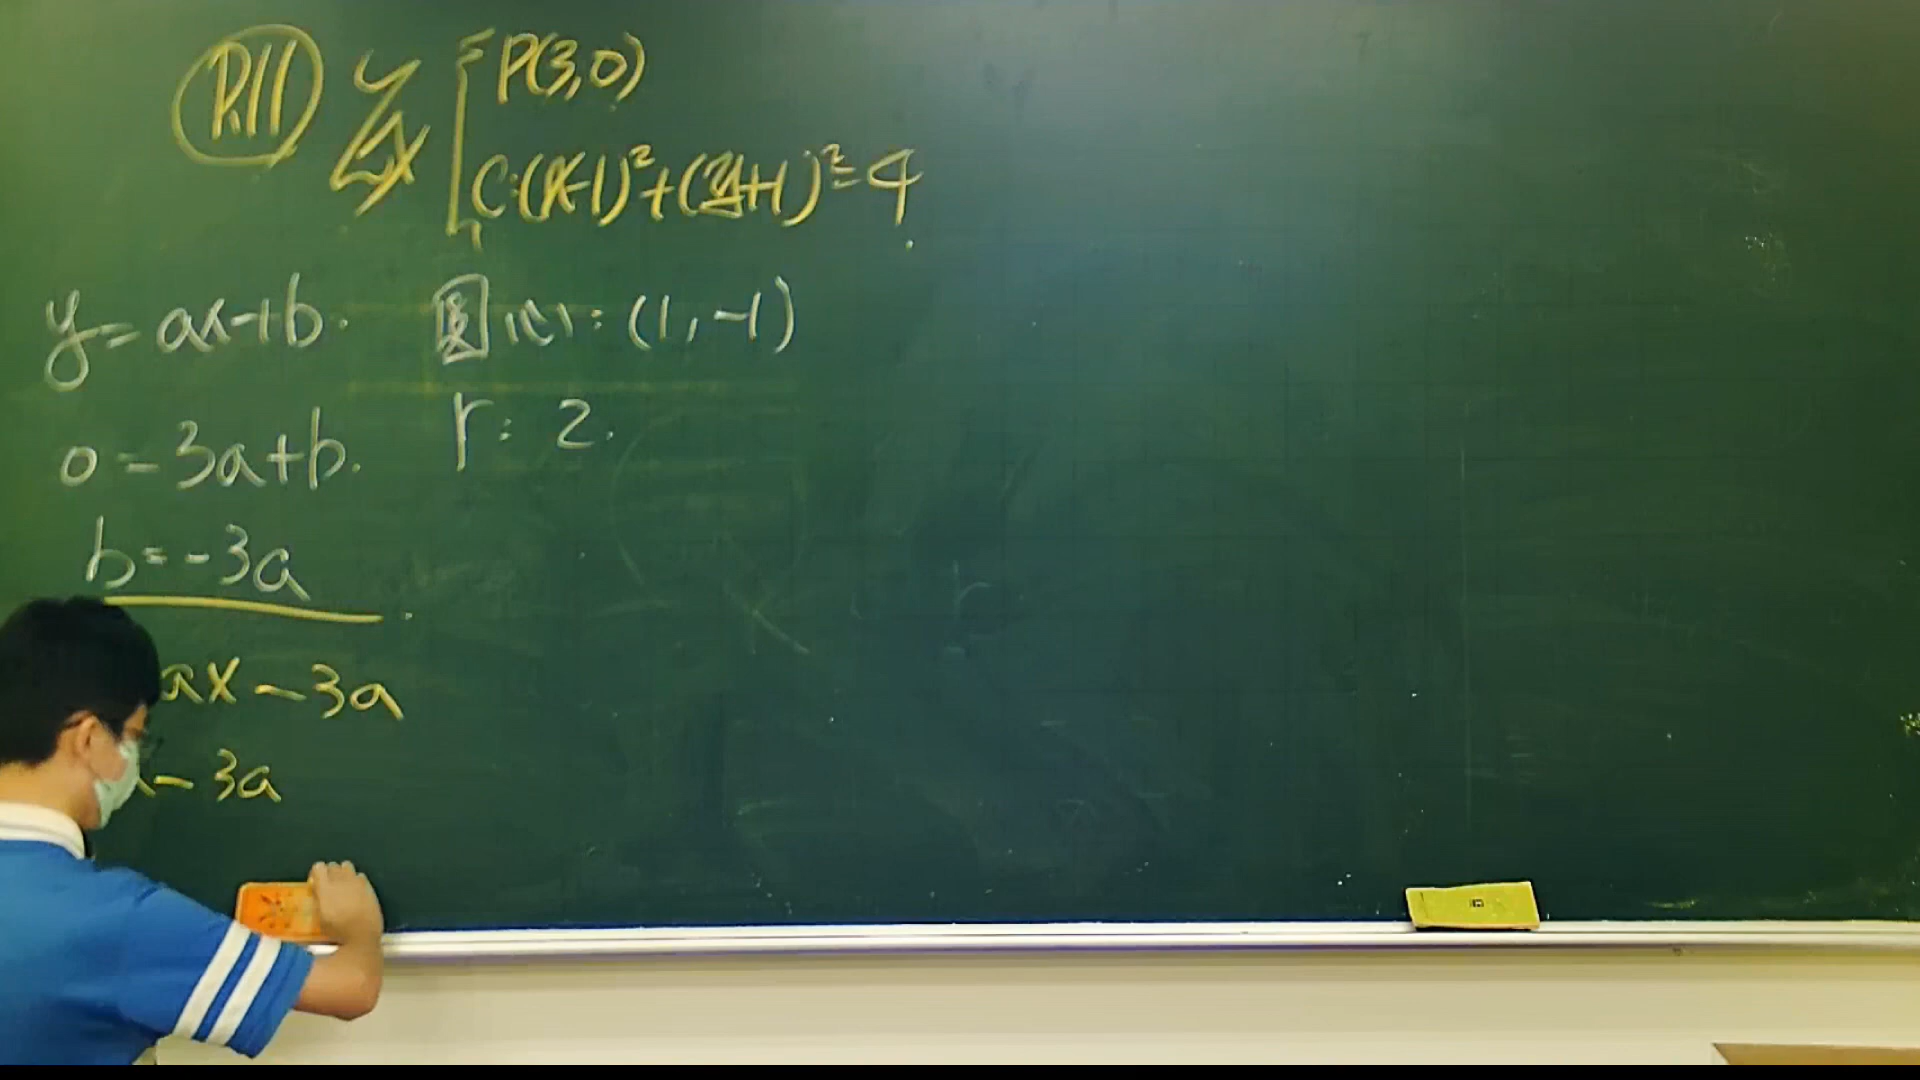 P11
P(3,0)
C:(x-1)²+(y+1)²=4
y=ax+b.
圓心:(1,-1)
0=3a+b.
r:2.
b=-3a
ax-3a
-3a